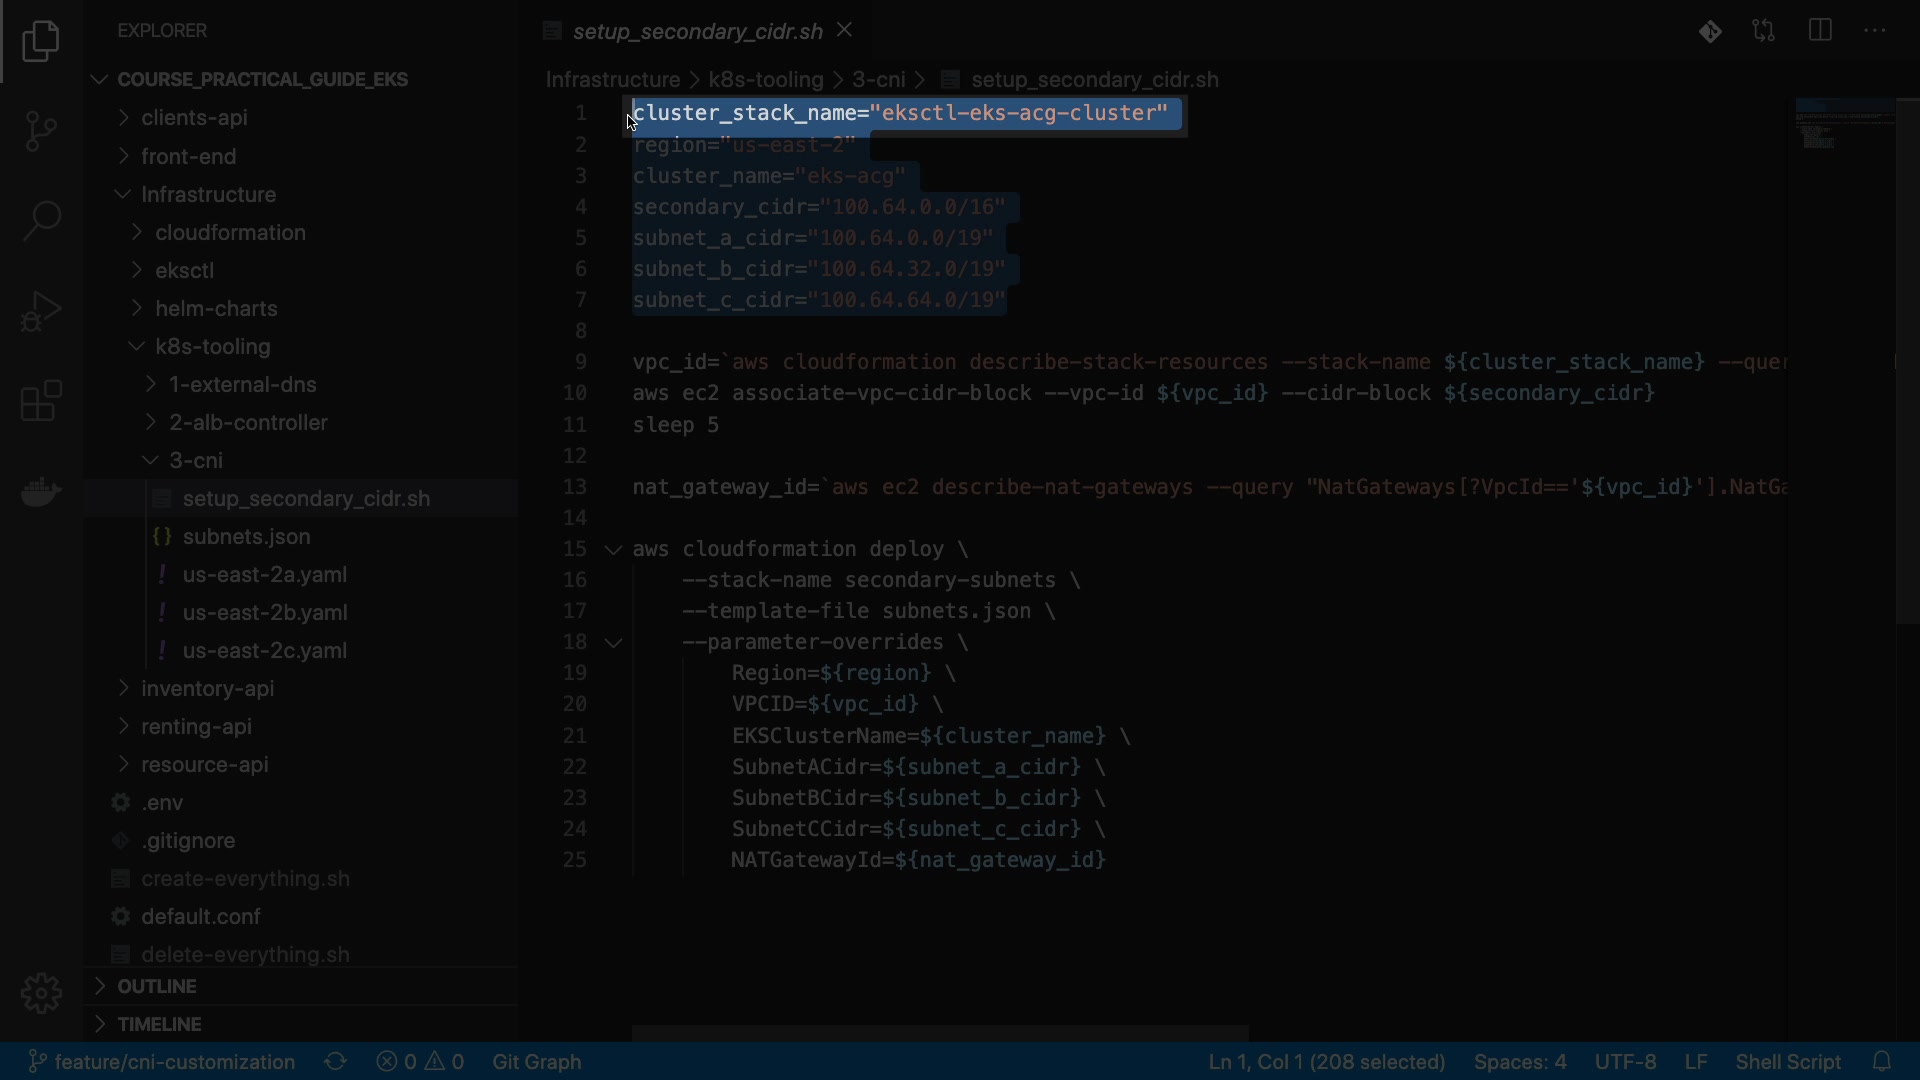 EXPLORER
COURSE_PRACTICAL_GUIDE_EKS
clients-api
front-end
Infrastructure
cloudformation
eksctl
helm-charts
k8s-tooling
1-external-dns
2-alb-controller
3-cni
setup_secondary_cidr.sh
subnets.json
us-east-2a.yaml
us-east-2b.yaml
us-east-2c.yaml
inventory-api
renting-api
resource-api
.env
.gitignore
create-everything.sh
default.conf
delete-everything.sh
OUTLINE
TIMELINE
setup_secondary_cidr.sh
Infrastructure > k8s-tooling > 3-cni > setup_secondary_cidr.sh
1 cluster_stack_name="eksctl-eks-acg-cluster"
2 region="us-east-2"
3 cluster_name="eks-acg"
4 secondary_cidr="100.64.0.0/16"
5 subnet_a_cidr="100.64.0.0/19"
6 subnet_b_cidr="100.64.32.0/19"
7 subnet_c_cidr="100.64.64.0/19"
8
9 vpc_id=`aws cloudformation describe-stack-resources --stack-name ${cluster_stack_name} --quer
10 aws ec2 associate-vpc-cidr-block --vpc-id ${vpc_id} --cidr-block ${secondary_cidr}
11 sleep 5
12
13 nat_gateway_id=`aws ec2 describe-nat-gateways --query "NatGateways[?VpcId=='${vpc_id}'].NatGa
14
15 aws cloudformation deploy \
16 --stack-name secondary-subnets \
17 --template-file subnets.json \
18 --parameter-overrides \
19 Region=${region} \
20 VPCID=${vpc_id} \
21 EKSClusterName=${cluster_name} \
22 SubnetACidr=${subnet_a_cidr} \
23 SubnetBCidr=${subnet_b_cidr} \
24 SubnetCCidr=${subnet_c_cidr} \
25 NATGatewayId=${nat_gateway_id}
feature/cni-customization 0 0 Git Graph Ln 1, Col 1 (208 selected) Spaces: 4 UTF-8 LF Shell Script